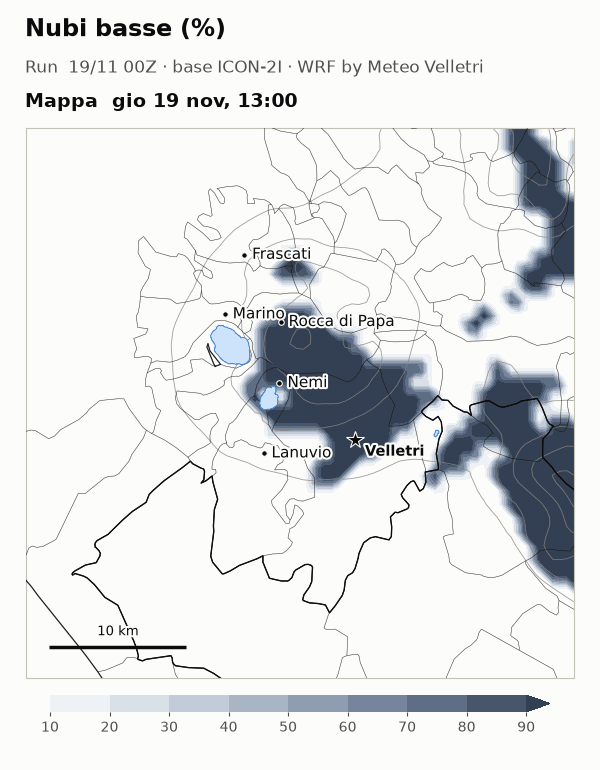 Nubi basse (%)
Run  19/11 00Z · base ICON-2I · WRF by Meteo Velletri
Mappa  gio 19 nov, 13:00
Frascati
Marino
Rocca di Papa
Nemi
Velletri
Lanuvio
10 km
10 20 30 40 50 60 70 80 90